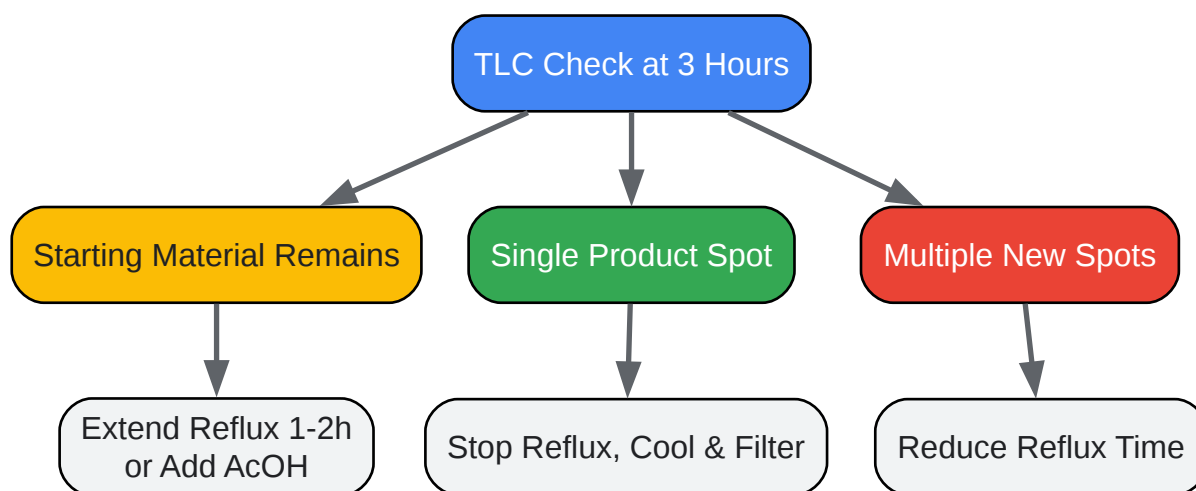 TLC Check at 3 Hours
Starting Material Remains
Single Product Spot
Multiple New Spots
Extend Reflux 1-2h
or Add AcOH
Stop Reflux, Cool & Filter
Reduce Reflux Time